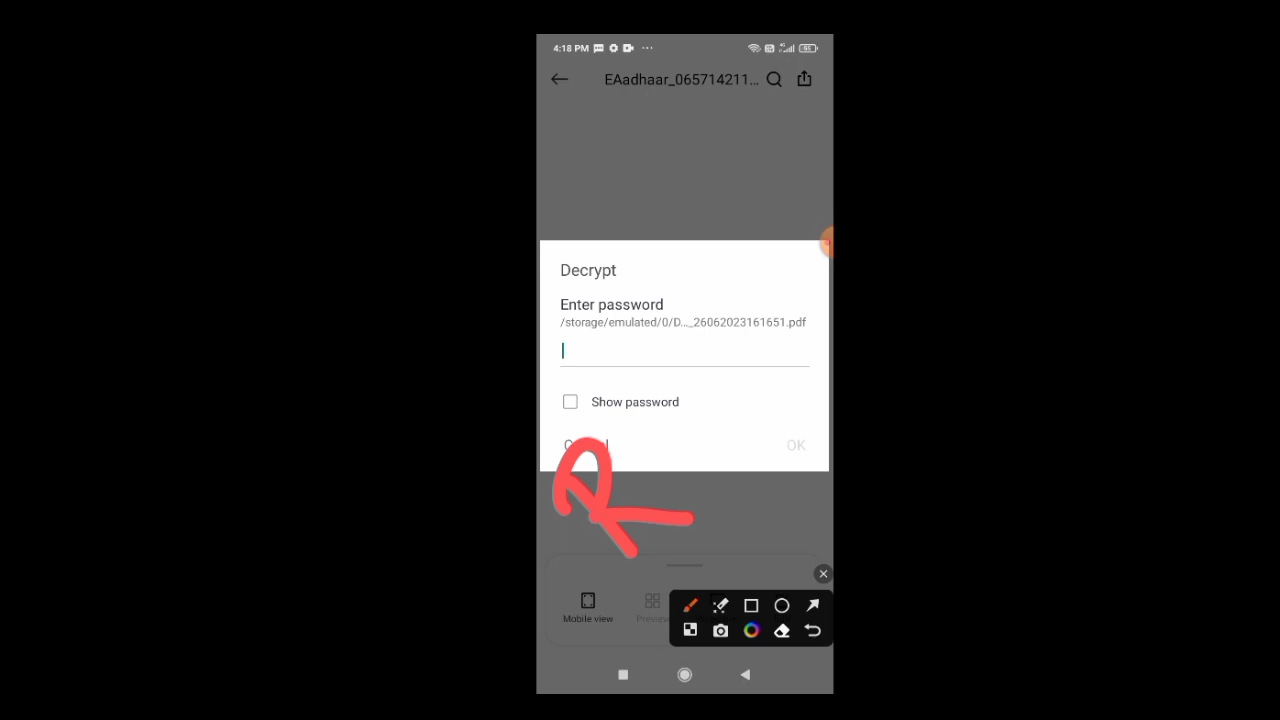 4:18 PM
EAadhaar_065714211...
Decrypt
Enter password
/storage/emulated/0/D..._26062023161651.pdf
Show password
OK
R
Mobile view